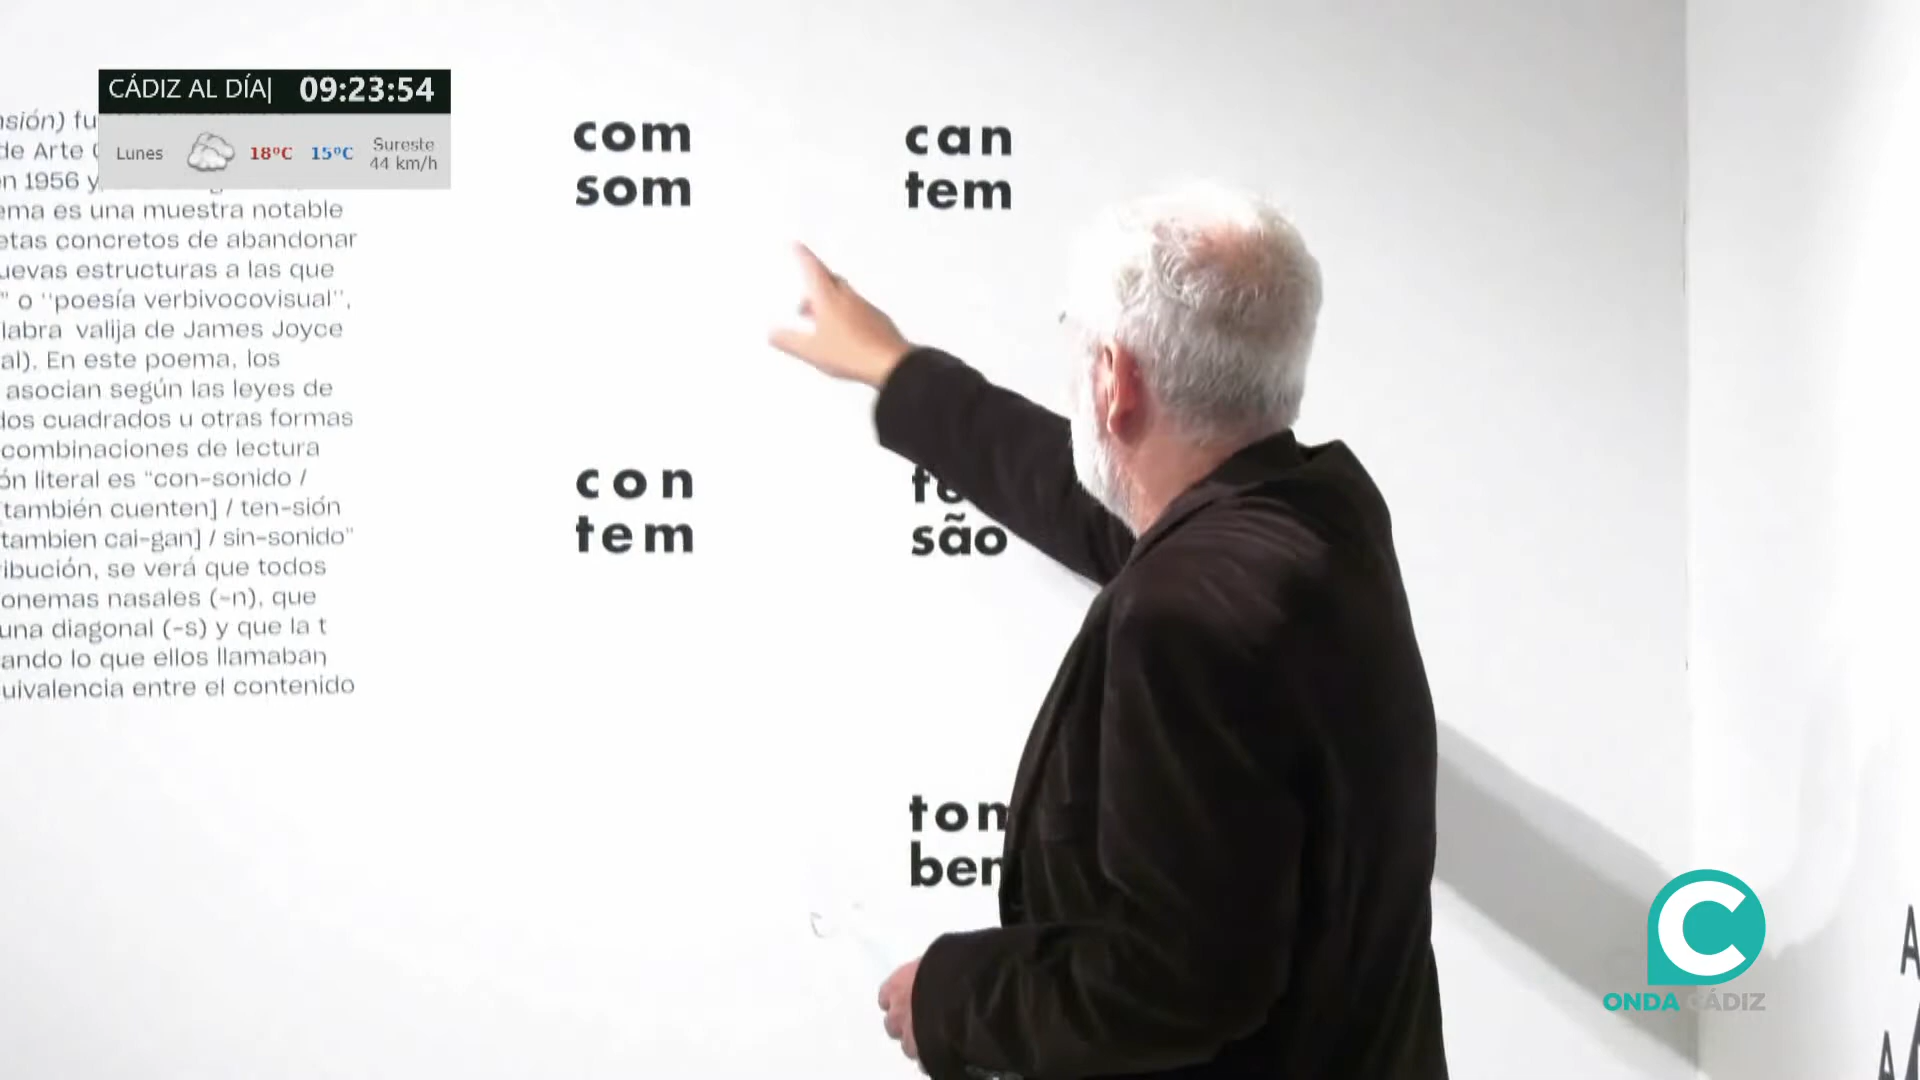 CÁDIZ AL DÍA| 09:23:54
Lunes 18ºC 15ºC Sureste 44 km/h
nsión) fu
de Arte
n 1956 y
ema es una muestra notable
etas concretos de abandonar
uevas estructuras a las que
" o ''poesía verbivocovisual'',
labra valija de James Joyce
al). En este poema, los
asocian según las leyes de
dos cuadrados u otras formas
combinaciones de lectura
ón literal es "con-sonido /
[también cuenten] / ten-sión
tambien cai-gan] / sin-sonido"
ribución, se verá que todos
onemas nasales (-n), que
una diagonal (-s) y que la t
ando lo que ellos llamaban
uivalencia entre el contenido
com
som
can
tem
con
tem
são
tom
bem
ONDA CÁDIZ